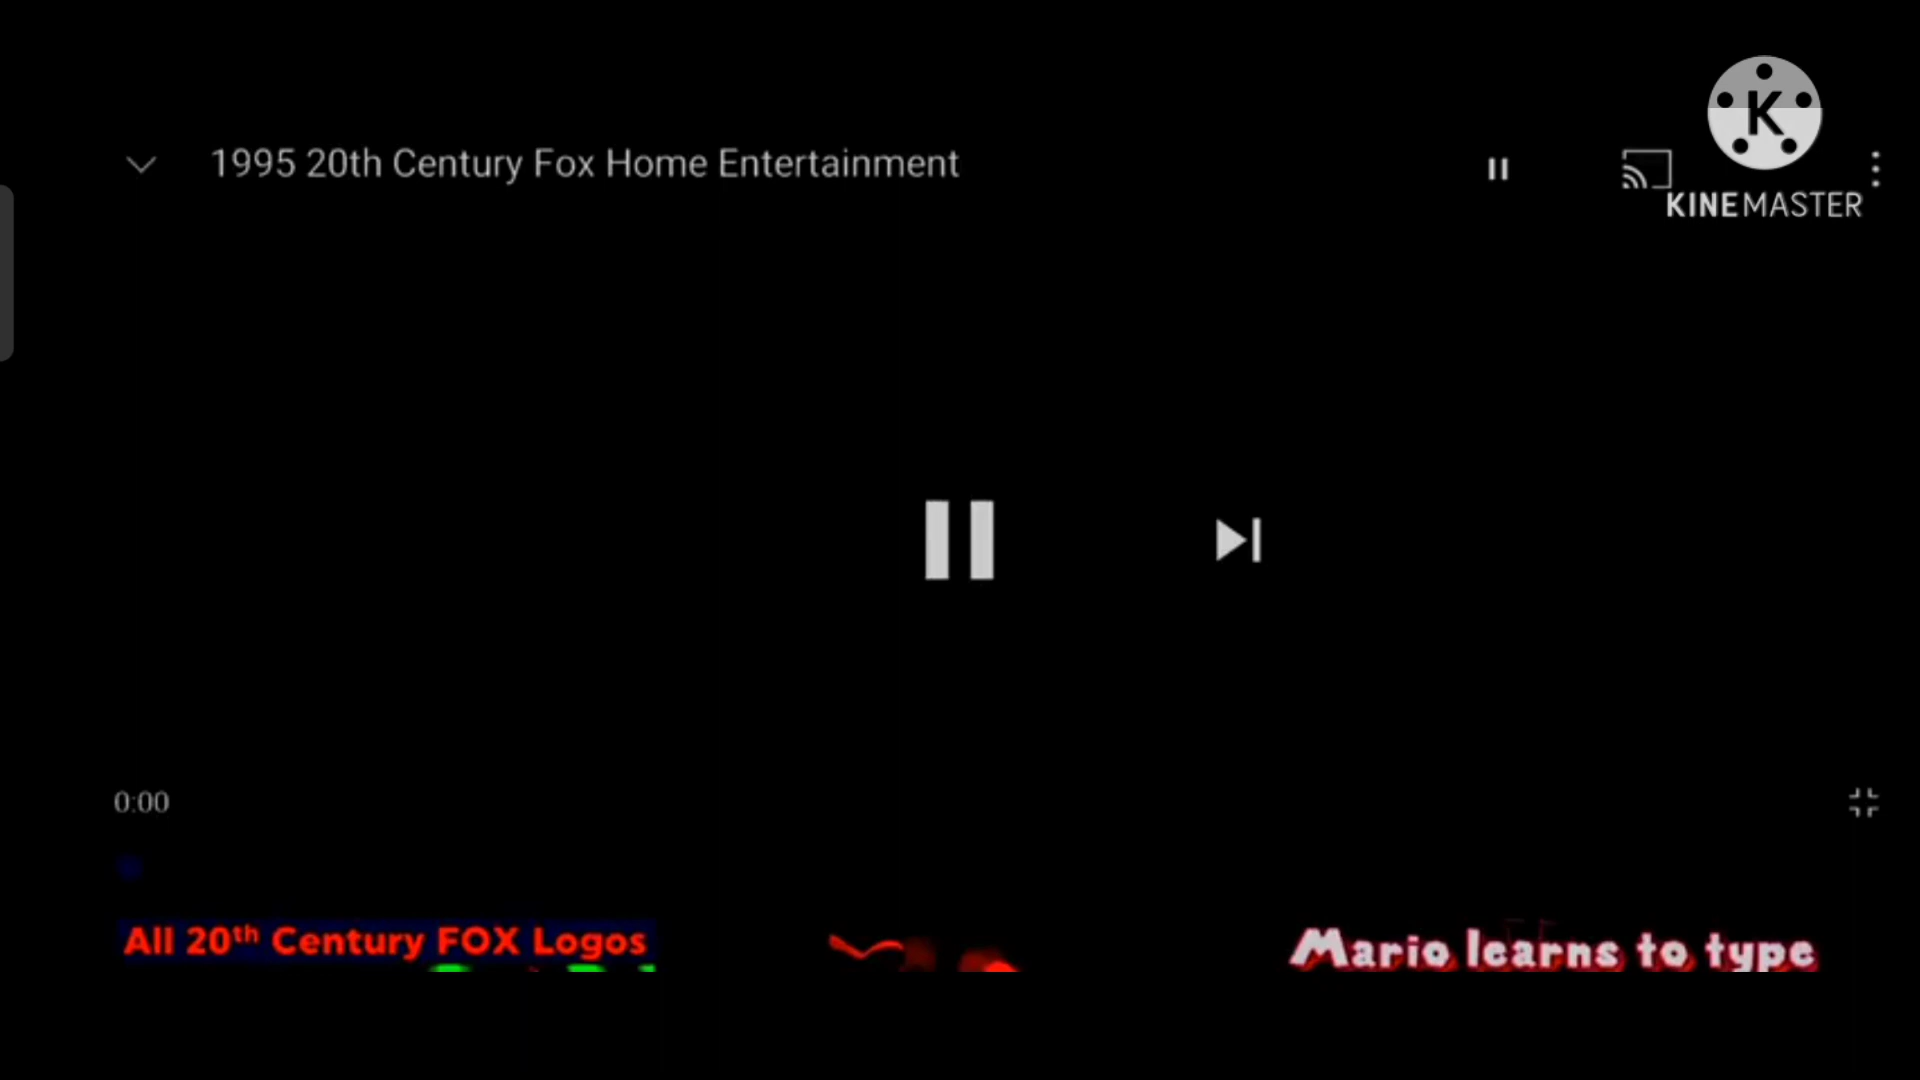 1995 20th Century Fox Home Entertainment
K
KINEMASTER
0:00
All 20th Century FOX Logos
Mario learns to type